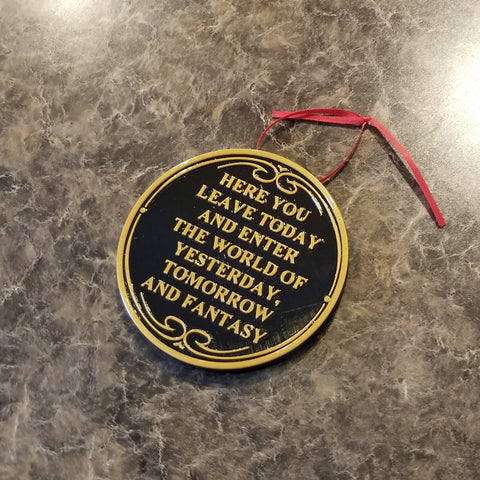 HERE YOU
LEAVE TODAY
AND ENTER
THE WORLD OF
YESTERDAY,
TOMORROW
AND FANTASY